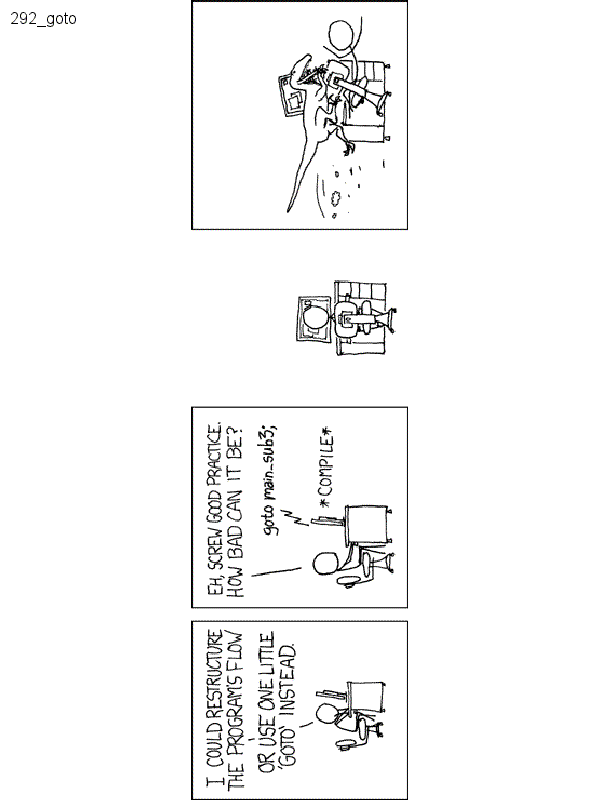 292_goto
I COULD RESTRUCTURE
THE PROGRAM'S FLOW
OR USE ONE LITTLE
'GOTO' INSTEAD.
EH, SCREW GOOD PRACTICE.
HOW BAD CAN IT BE?
goto main_sub3;
*COMPILE*